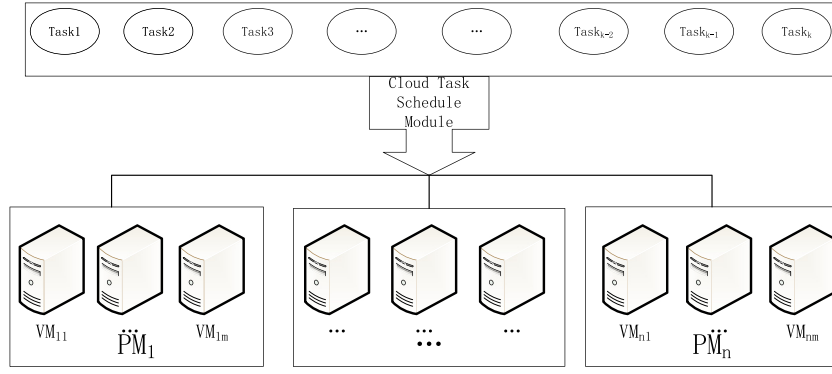 Task1 Task2 Task3 ... ... Taskk-2 Taskk-1 Taskk
Cloud Task
Schedule
Module
VM11 ... VM1m ... ... ... VMn1 ... VMnm
PM1 ... PMn